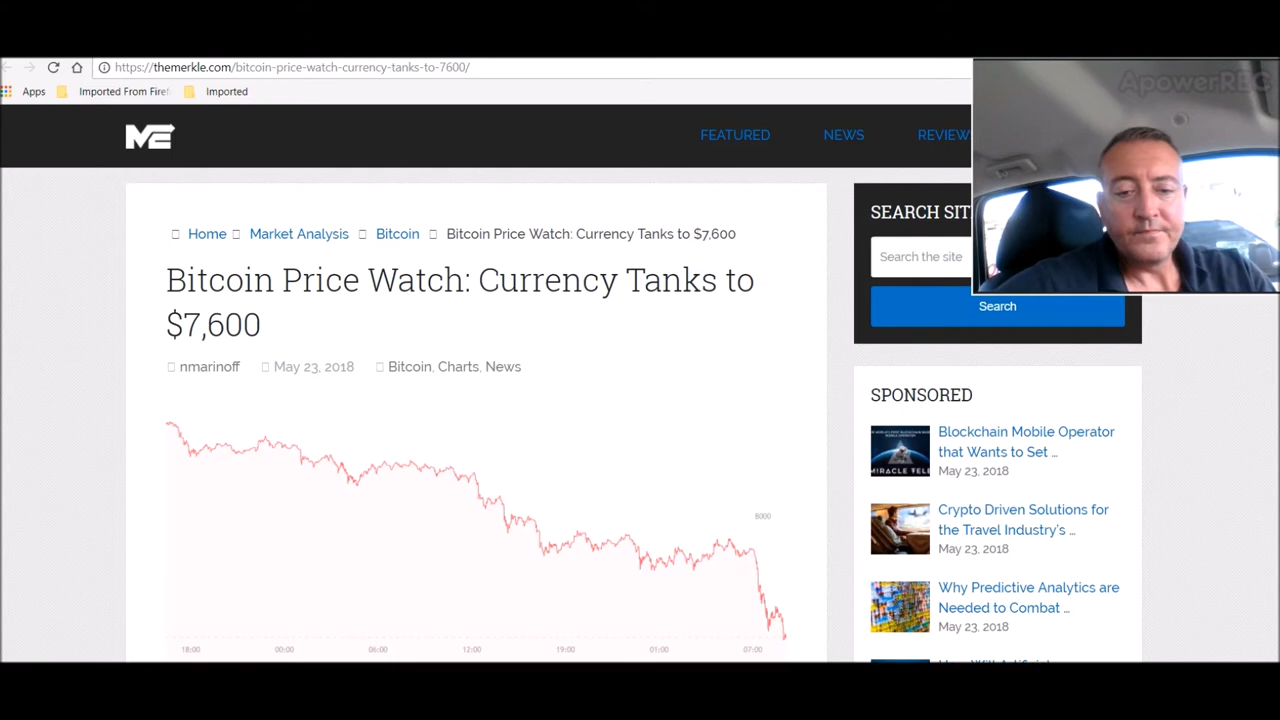 ApowerREC
https://themerkle.com/bitcoin-price-watch-currency-tanks-to-7600/
Apps Imported From Firef Imported
ME
FEATURED NEWS REVIEW
Home Market Analysis Bitcoin Bitcoin Price Watch: Currency Tanks to $7,600
Bitcoin Price Watch: Currency Tanks to
$7,600
nmarinoff May 23, 2018 Bitcoin, Charts, News
8000
18:00 00:00 06:00 12:00 19:00 01:00 07:00
SEARCH SIT
Search the site
Search
SPONSORED
MIRACLE TELE
Blockchain Mobile Operator
that Wants to Set ...
May 23, 2018
Crypto Driven Solutions for
the Travel Industry's ...
May 23, 2018
Why Predictive Analytics are
Needed to Combat ...
May 23, 2018